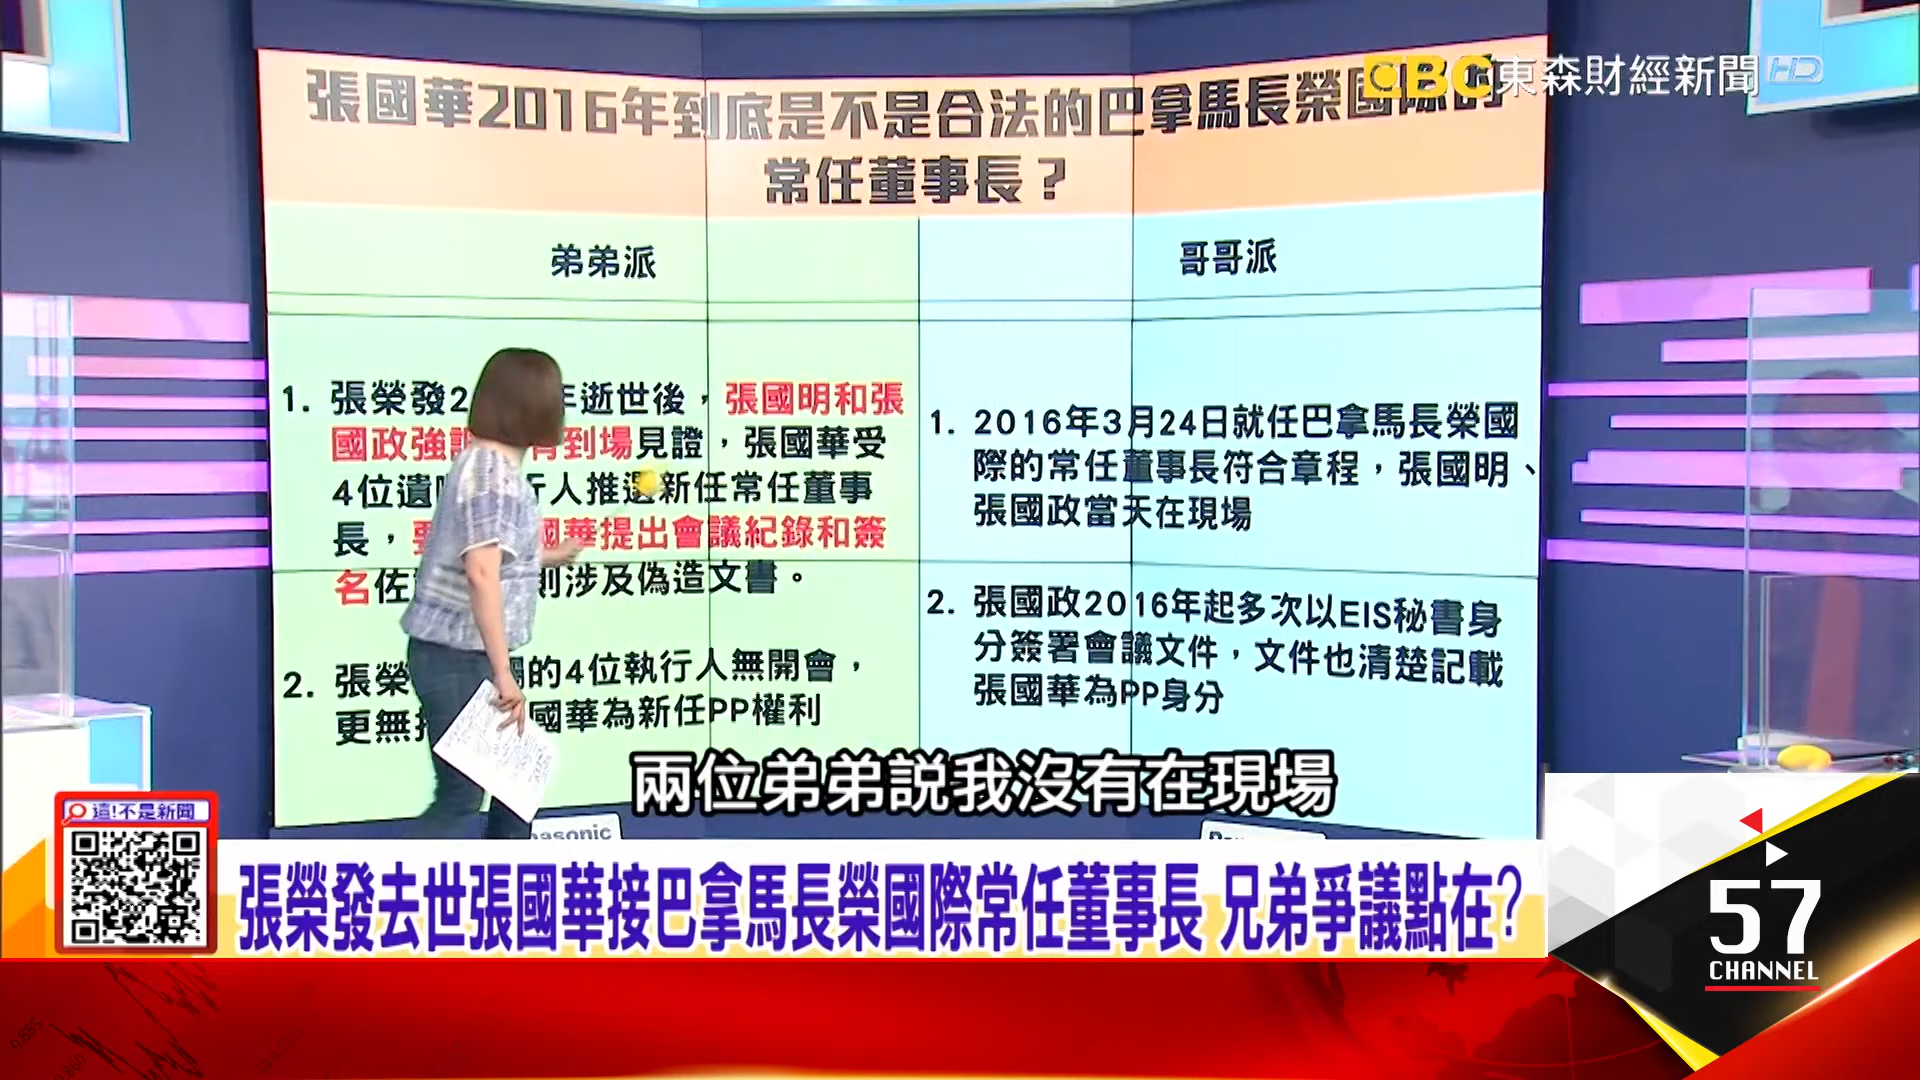 EBC 東森財經新聞 HD
張國華2016年到底是不是合法的巴拿馬長榮國際的
常任董事長？
弟弟派
1. 張榮發2 年逝世後，張國明和張
國政強 有到場見證，張國華受
4位遺 行人推選新任常任董事
長， 國華提出會議紀錄和簽
名佐 則涉及偽造文書。
2. 張榮 的4位執行人無開會，
更無 國華為新任PP權利
哥哥派
1. 2016年3月24日就任巴拿馬長榮國
際的常任董事長符合章程，張國明、
張國政當天在現場
2. 張國政2016年起多次以EIS秘書身
分簽署會議文件，文件也清楚記載
張國華為PP身分
兩位弟弟説我沒有在現場
Panasonic
這!不是新聞
張榮發去世張國華接巴拿馬長榮國際常任董事長 兄弟爭議點在?
57
CHANNEL